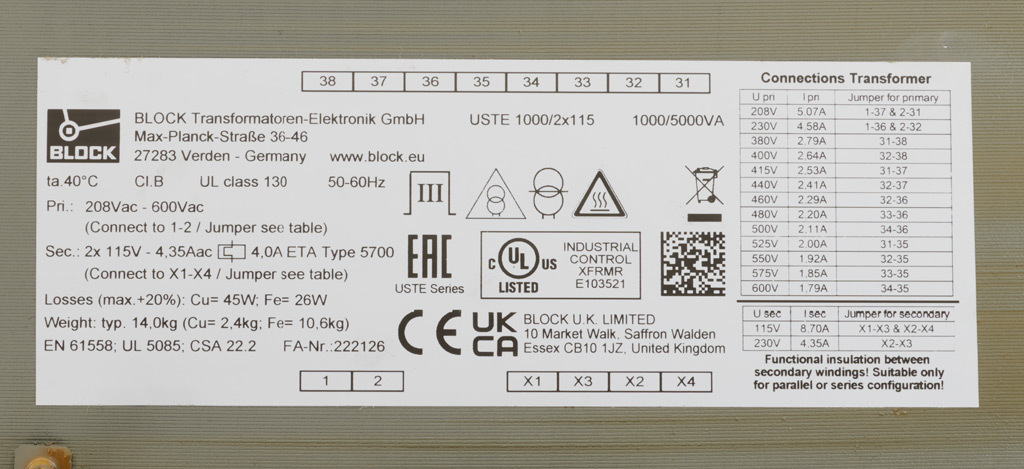 38 37 36 35 34 33 32 31
BLOCK
BLOCK Transformatoren-Elektronik GmbH
Max-Planck-Straße 36-46
27283 Verden - Germany www.block.eu
USTE 1000/2x115 1000/5000VA
ta.40°C Cl.B UL class 130 50-60Hz
III
Pri.: 208Vac - 600Vac
(Connect to 1-2 / Jumper see table)
Sec.: 2x 115V - 4,35Aac 4,0A ETA Type 5700
(Connect to X1-X4 / Jumper see table)
Losses (max.+20%): Cu= 45W; Fe= 26W
Weight: typ. 14,0kg (Cu= 2,4kg; Fe= 10,6kg)
EN 61558; UL 5085; CSA 22.2 FA-Nr.:222126
EAC
USTE Series
C UL US
LISTED
INDUSTRIAL
CONTROL
XFRMR
E103521
CE
UK
CA
BLOCK U.K. LIMITED
10 Market Walk, Saffron Walden
Essex CB10 1JZ, United Kingdom
1 2
X1 X3 X2 X4
Connections Transformer
U pri I pri Jumper for primary
208V 5.07A 1-37 & 2-31
230V 4.58A 1-36 & 2-32
380V 2.79A 31-38
400V 2.64A 32-38
415V 2.53A 31-37
440V 2.41A 32-37
460V 2.29A 32-36
480V 2.20A 33-36
500V 2.11A 34-36
525V 2.00A 31-35
550V 1.92A 32-35
575V 1.85A 33-35
600V 1.79A 34-35
U sec I sec Jumper for secondary
115V 8.70A X1-X3 & X2-X4
230V 4.35A X2-X3
Functional insulation between
secondary windings! Suitable only
for parallel or series configuration!